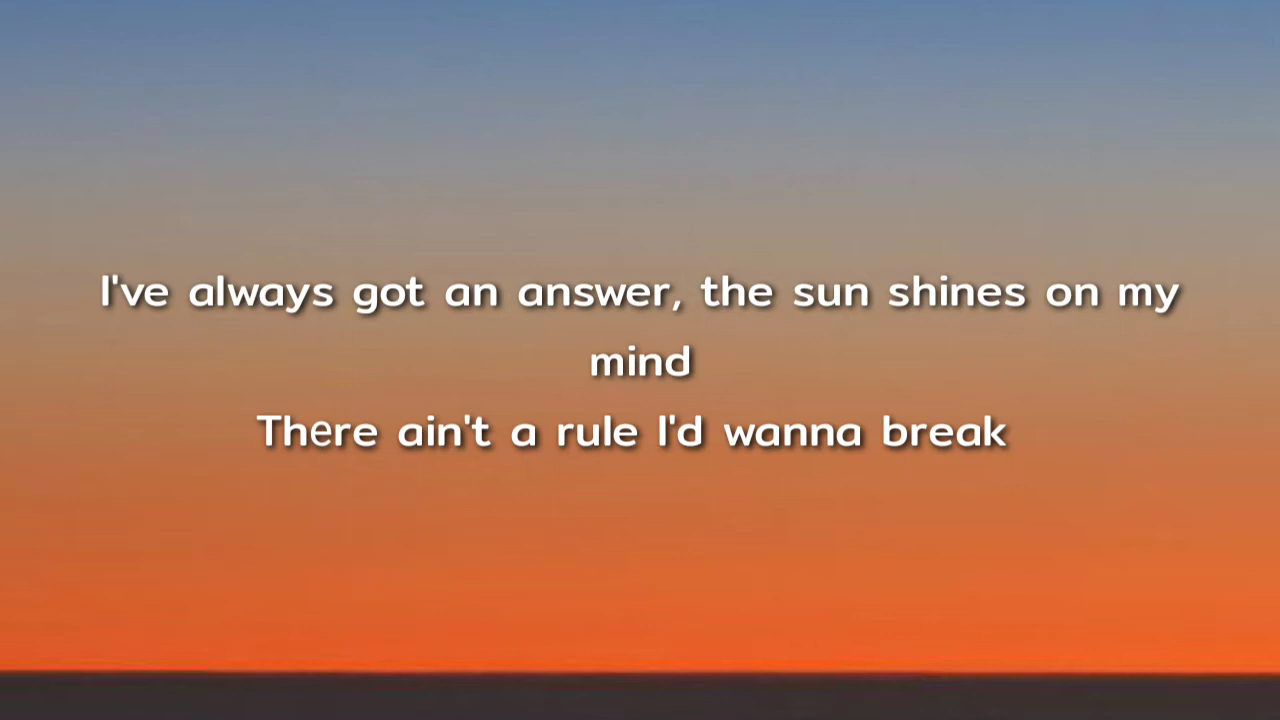 I've always got an answer, the sun shines on my
mind
There ain't a rule I'd wanna break